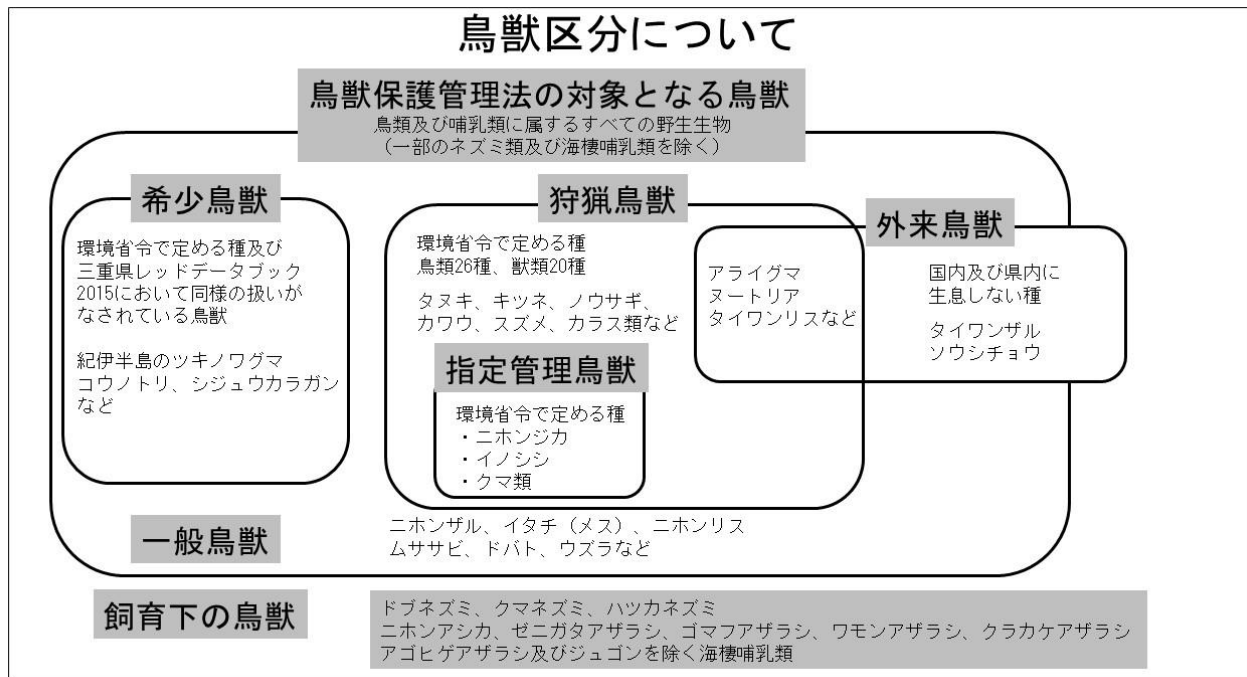 鳥獣区分について
鳥獣保護管理法の対象となる鳥獣
鳥類及び哺乳類に属するすべての野生生物
（一部のネズミ類及び海棲哺乳類を除く）
希少鳥獣
環境省令で定める種及び
三重県レッドデータブック
2015において同様の扱いが
なされている鳥獣
紀伊半島のツキノワグマ
コウノトリ、シジュウカラガン
など
狩猟鳥獣
環境省令で定める種
鳥類26種、獣類20種
タヌキ、キツネ、ノウサギ、
カワウ、スズメ、カラス類など
指定管理鳥獣
環境省令で定める種
・ニホンジカ
・イノシシ
・クマ類
アライグマ
ヌートリア
タイワンリスなど
外来鳥獣
国内及び県内に
生息しない種
タイワンザル
ソウシチョウ
一般鳥獣
ニホンザル、イタチ（メス）、ニホンリス
ムササビ、ドバト、ウズラなど
飼育下の鳥獣
ドブネズミ、クマネズミ、ハツカネズミ
ニホンアシカ、ゼニガタアザラシ、ゴマフアザラシ、ワモンアザラシ、クラカケアザラシ
アゴヒゲアザラシ及びジュゴンを除く海棲哺乳類